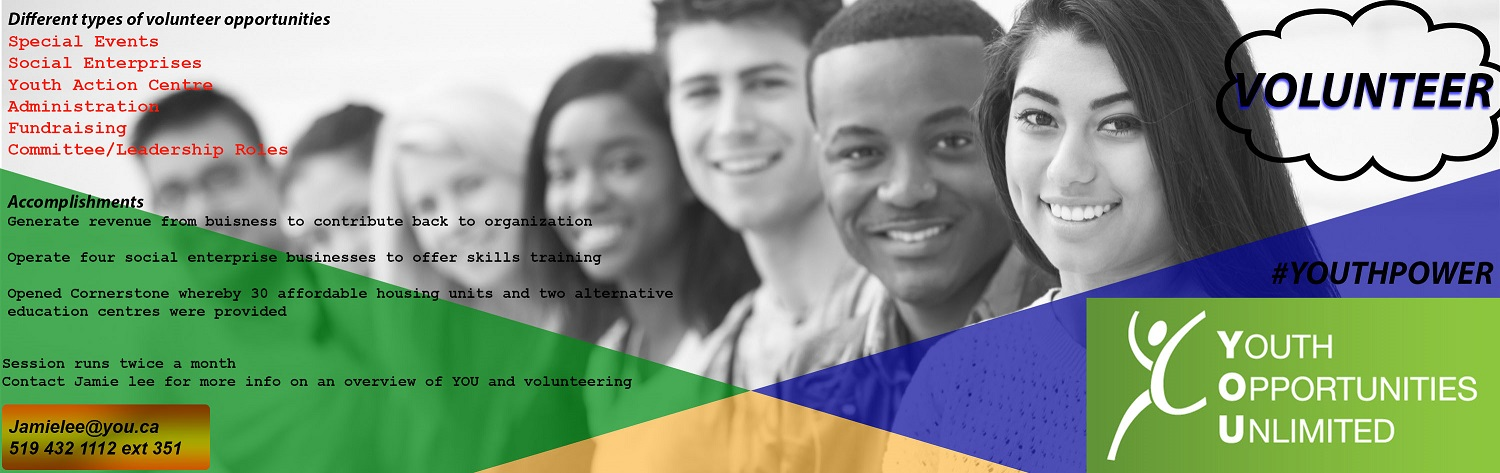 Different types of volunteer opportunities
Special Events
Social Enterprises
Youth Action Centre
Administration
Fundraising
Committee/Leadership Roles
Accomplishments
Generate revenue from buisness to contribute back to organization
Operate four social enterprise businesses to offer skills training
Opened Cornerstone whereby 30 affordable housing units and two alternative
education centres were provided
Session runs twice a month
Contact Jamie lee for more info on an overview of YOU and volunteering
Jamielee@you.ca
519 432 1112 ext 351
VOLUNTEER
#YOUTHPOWER
YOUTH
OPPORTUNITIES
UNLIMITED